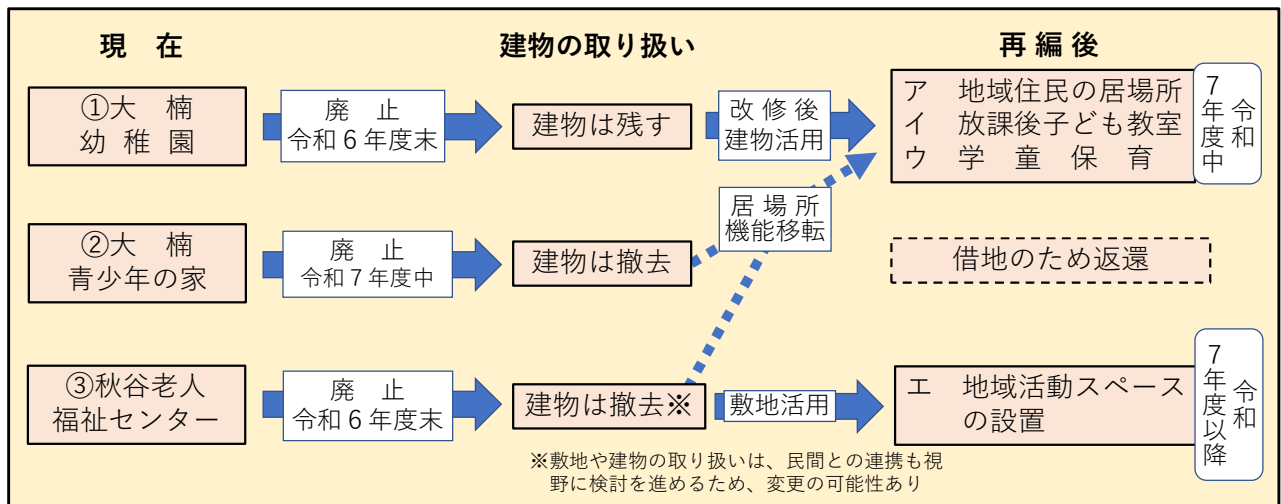 現 在
建物の取り扱い
再 編 後
①大 楠
幼 稚 園
廃 止
令和６年度末
建物は残す
改 修 後
建物活用
ア 地域住民の居場所
イ 放課後子ども教室
ウ 学 童 保 育
令和
７年度中
居 場 所
機能移転
②大 楠
青少年の家
廃 止
令和７年度中
建物は撤去
借地のため返還
③秋谷老人
福祉センター
廃 止
令和６年度末
建物は撤去※
敷地活用
エ 地域活動スペース
の設置
令和
７年度以降
※敷地や建物の取り扱いは、民間との連携も視
野に検討を進めるため、変更の可能性あり